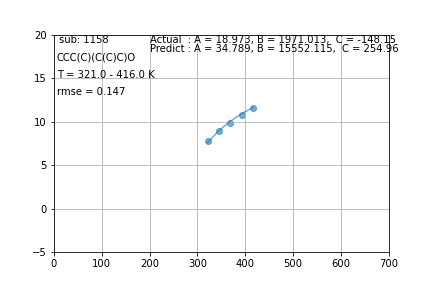 sub: 1158
Actual : A = 18.973, B = 1971.013, C = -148.15
Predict : A = 34.789, B = 15552.115, C = 254.96
CCC(C)(C(C)C)O
T = 321.0 - 416.0 K
rmse = 0.147
20
15
10
5
0
−5
0 100 200 300 400 500 600 700